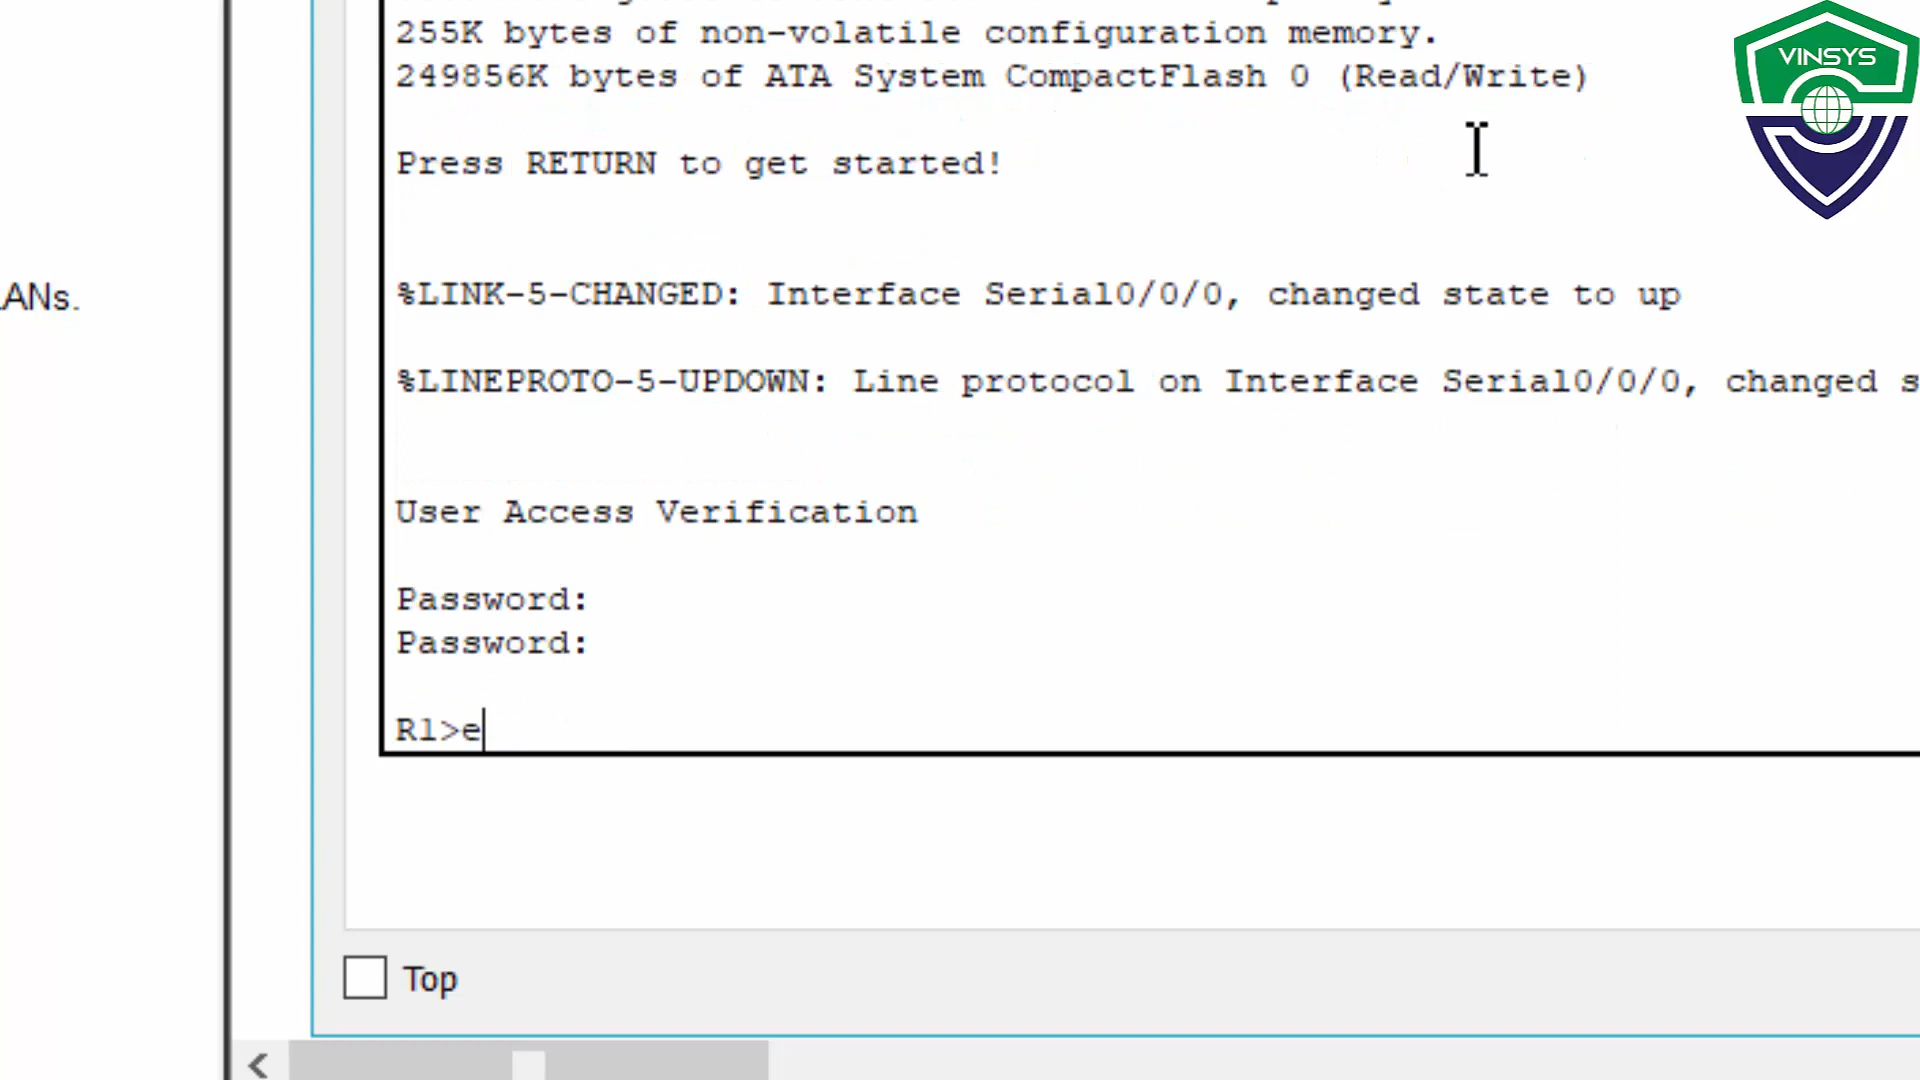 255K bytes of non-volatile configuration memory.
249856K bytes of ATA System CompactFlash 0 (Read/Write)
Press RETURN to get started!
%LINK-5-CHANGED: Interface Serial0/0/0, changed state to up
%LINEPROTO-5-UPDOWN: Line protocol on Interface Serial0/0/0, changed s
User Access Verification
Password:
Password:
R1>e
Top
LANs.
VINSYS